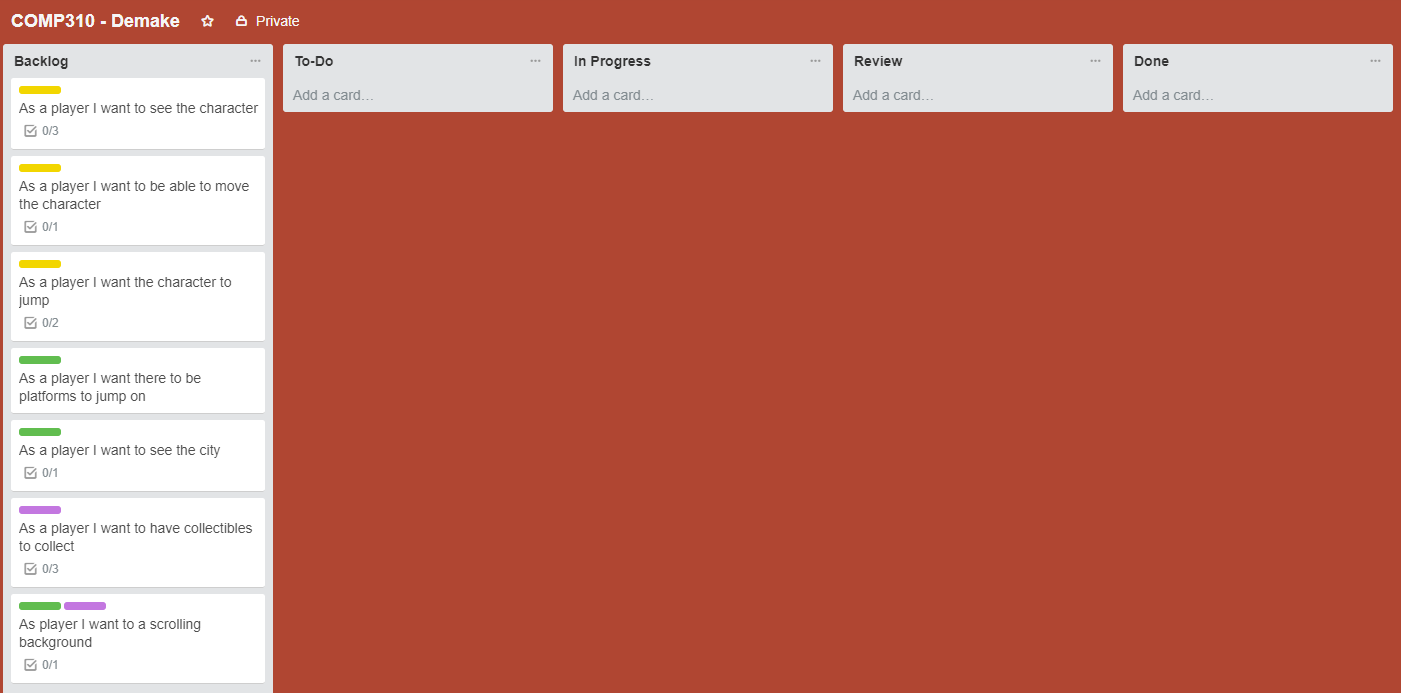 COMP310 - Demake Private
Backlog
As a player I want to see the character
0/3
As a player I want to be able to move
the character
0/1
As a player I want the character to
jump
0/2
As a player I want there to be
platforms to jump on
As a player I want to see the city
0/1
As a player I want to have collectibles
to collect
0/3
As player I want to a scrolling
background
0/1
To-Do
Add a card...
In Progress
Add a card...
Review
Add a card...
Done
Add a card...